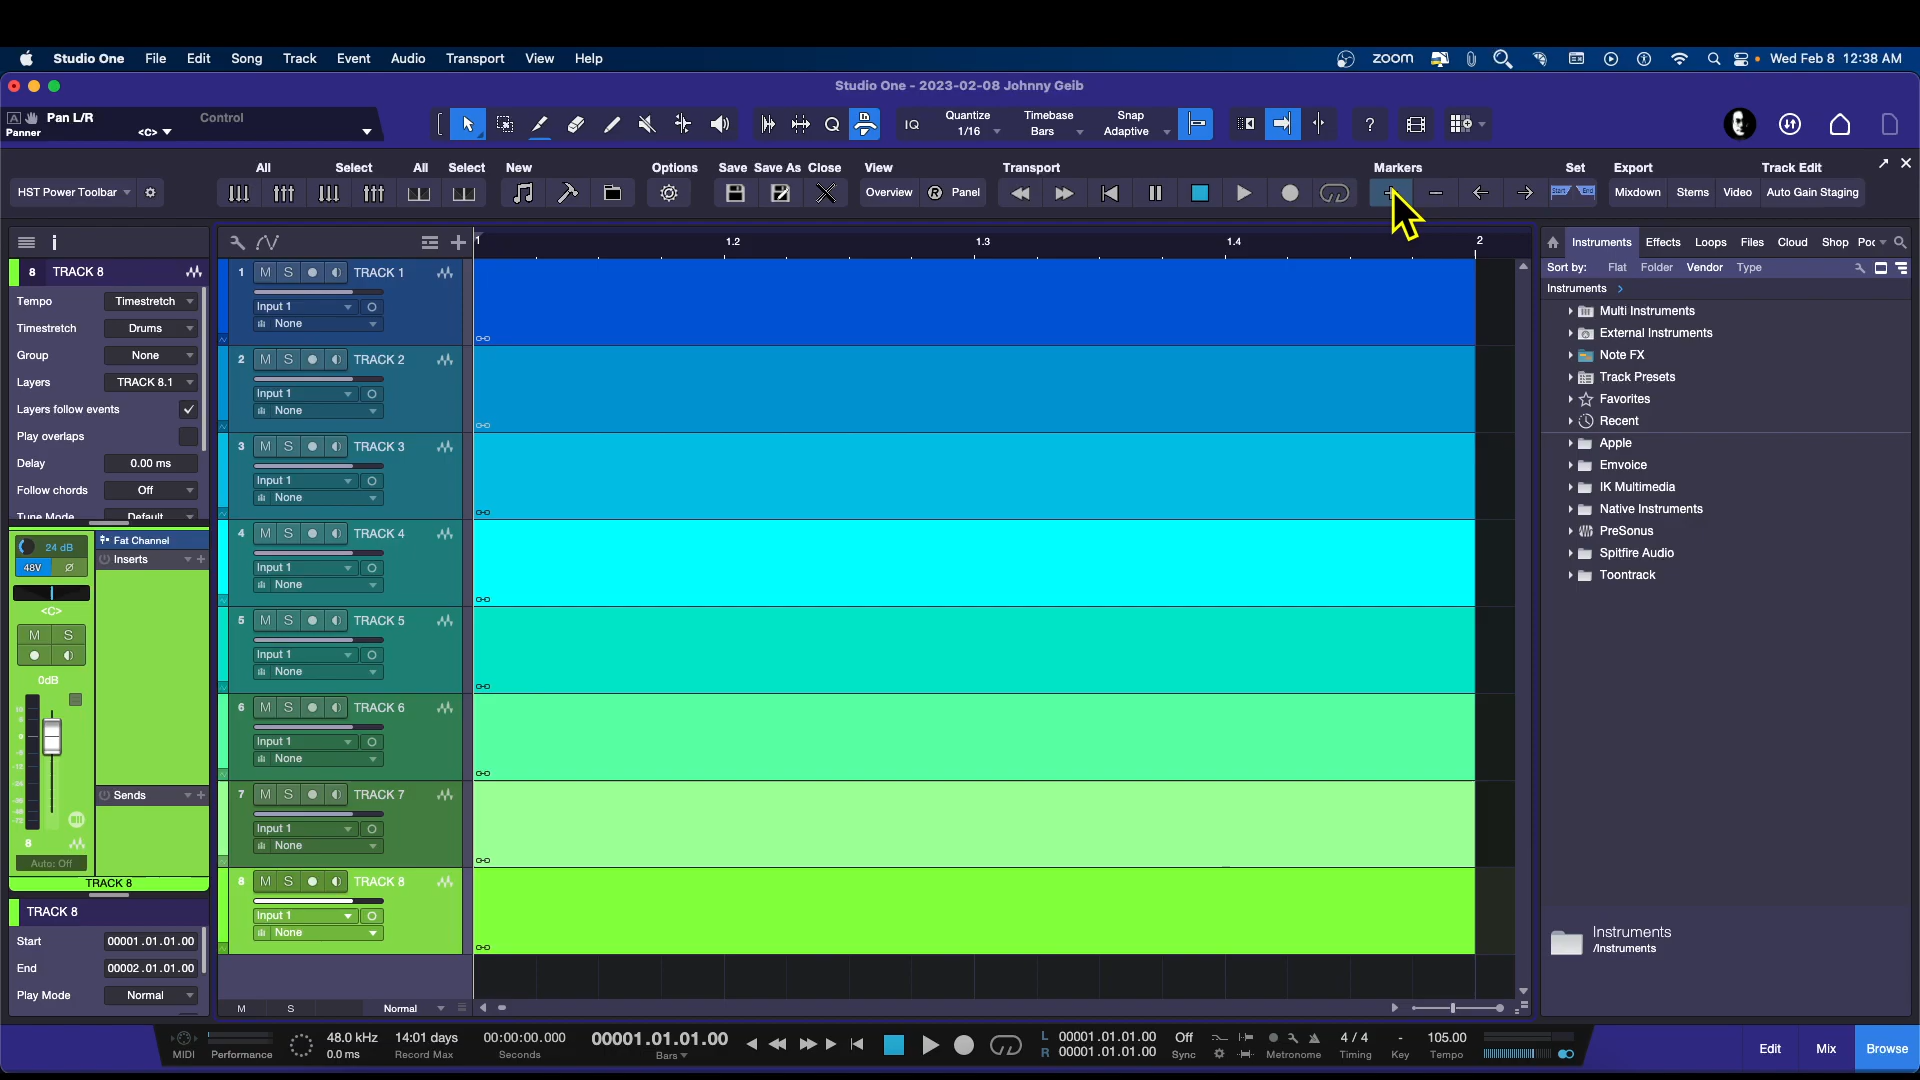 Studio One File Edit Song Track Event Audio Transport View Help
zoom Wed Feb 8 12:38 AM
Studio One - 2023-02-08 Johnny Geib
A Pan L/R Control
Panner <C>
IQ Quantize Timebase Snap
1/16 Bars Adaptive
?
All Select All Select New Options Save Save As Close View Transport Markers Set Export Track Edit
HST Power Toolbar Overview R Panel Start End Mixdown Stems Video Auto Gain Staging
i
8 TRACK 8
Tempo Timestretch
Timestretch Drums
Group None
Layers TRACK 8.1
Layers follow events
Play overlaps
Delay 0.00 ms
Follow chords Off
Tune Mode Default
24 dB Fat Channel
48V Ø Inserts
<C>
M S
0dB
Sends
8
Auto: Off
TRACK 8
TRACK 8
Start 00001.01.01.00
End 00002.01.01.00
Play Mode Normal
1 1.2 1.3 1.4 2
1 M S TRACK 1
Input 1
None
2 M S TRACK 2
Input 1
None
3 M S TRACK 3
Input 1
None
4 M S TRACK 4
Input 1
None
5 M S TRACK 5
Input 1
None
6 M S TRACK 6
Input 1
None
7 M S TRACK 7
Input 1
None
8 M S TRACK 8
Input 1
None
M S Normal
Instruments Effects Loops Files Cloud Shop Poc
Sort by: Flat Folder Vendor Type
Instruments
Multi Instruments
External Instruments
Note FX
Track Presets
Favorites
Recent
Apple
Emvoice
IK Multimedia
Native Instruments
PreSonus
Spitfire Audio
Toontrack
Instruments
/Instruments
MIDI Performance
48.0 kHz
0.0 ms
14:01 days
Record Max
00:00:00.000
Seconds
00001.01.01.00
Bars
L 00001.01.01.00
R 00001.01.01.00
Off
Sync
Metronome
4 / 4
Timing
-
Key
105.00
Tempo
Edit Mix Browse